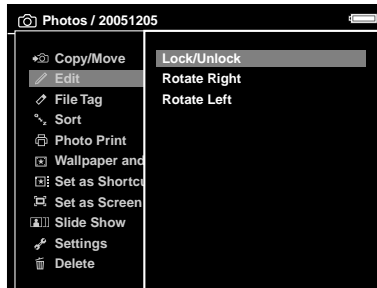 Photos / 20051205
Copy/Move
Edit
File Tag
Sort
Photo Print
Wallpaper and
Set as Shortcu
Set as Screen
Slide Show
Settings
Delete
Lock/Unlock
Rotate Right
Rotate Left